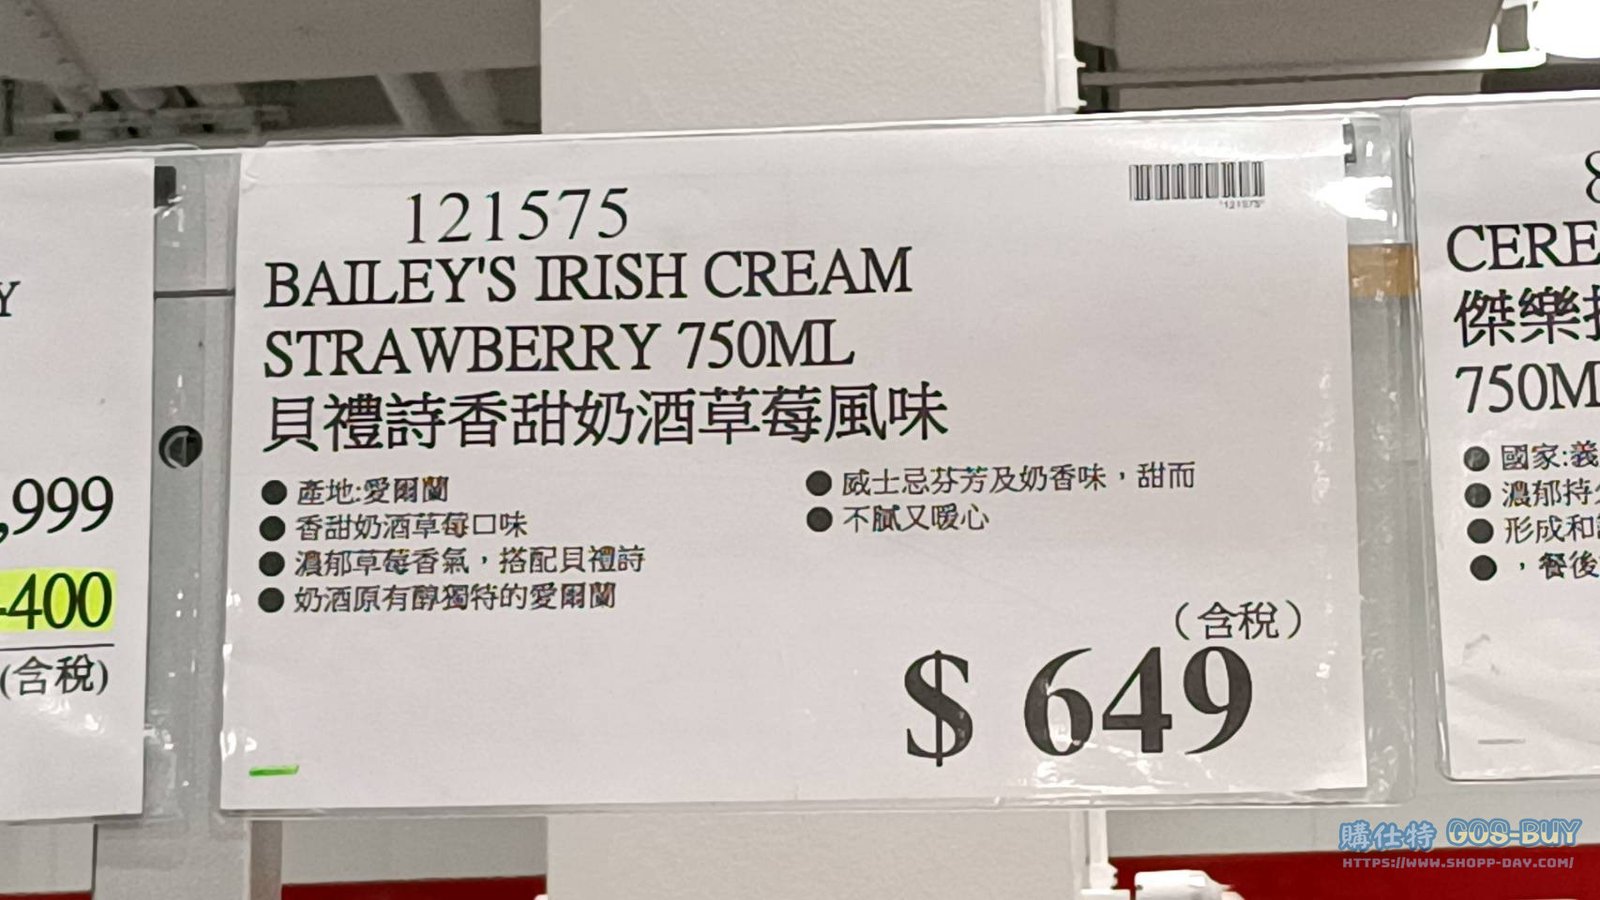 Y
,999
-400
(含稅)
121575
"121575"
BAILEY'S IRISH CREAM
STRAWBERRY 750ML
貝禮詩香甜奶酒草莓風味
● 產地:愛爾蘭
● 香甜奶酒草莓口味
● 濃郁草莓香氣，搭配貝禮詩
● 奶酒原有醇獨特的愛爾蘭
● 威士忌芬芳及奶香味，甜而
● 不膩又暖心
（含稅）
$ 649
8
CERE
傑樂
750M
● 國家:義
● 濃郁持
● 形成和
● ，餐後
購仕特 GOS-BUY
HTTPS://WWW.SHOPP-DAY.COM/